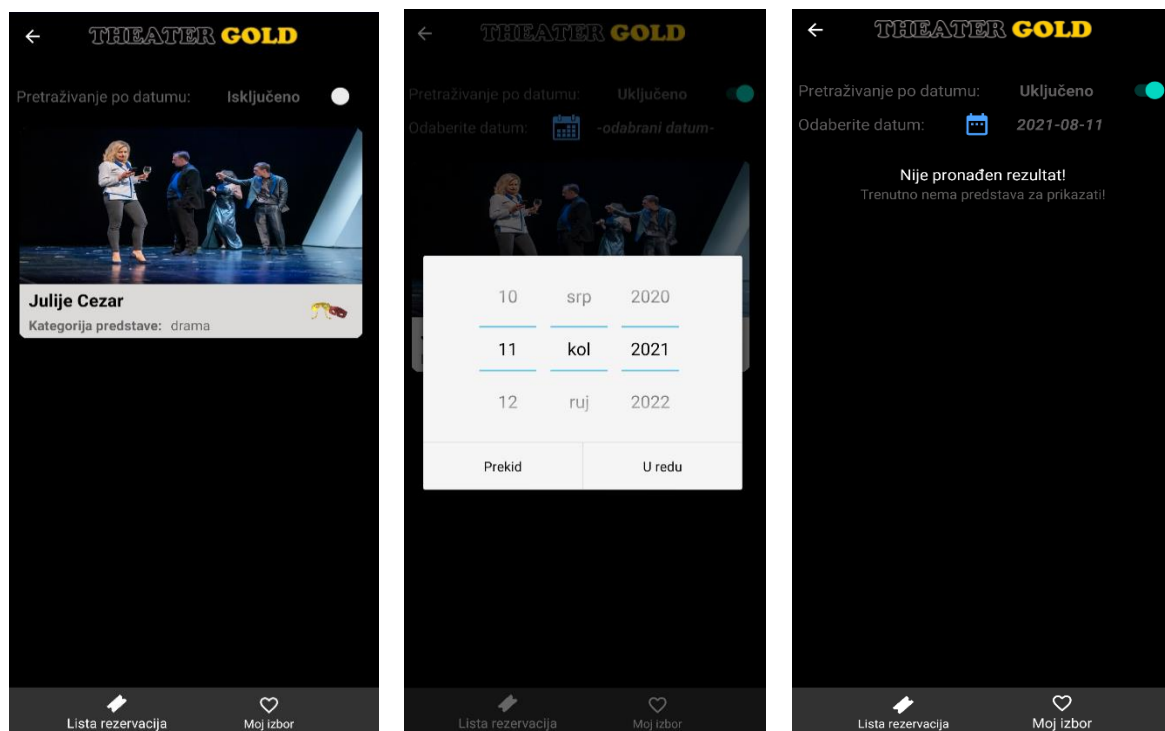 THEATER GOLD
Pretraživanje po datumu: Isključeno
Julije Cezar
Kategorija predstave: drama
Lista rezervacija Moj izbor
THEATER GOLD
Pretraživanje po datumu: Uključeno
Odaberite datum: -odabrani datum-
10 srp 2020
11 kol 2021
12 ruj 2022
Prekid U redu
Lista rezervacija Moj izbor
THEATER GOLD
Pretraživanje po datumu: Uključeno
Odaberite datum: 2021-08-11
Nije pronađen rezultat!
Trenutno nema predstava za prikazati!
Lista rezervacija Moj izbor